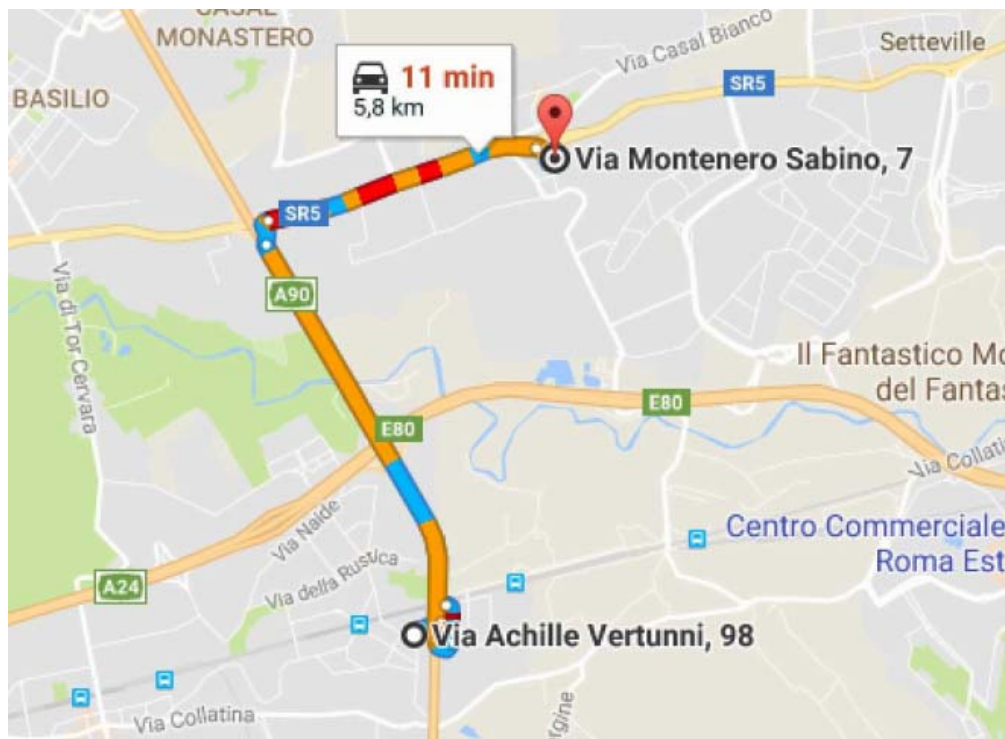 CASAL
MONASTERO
Via Casal Bianco
Setteville
11 min
5,8 km
BASILIO
SR5
Via Montenero Sabino, 7
SR5
A90
Via di Tor Cervara
Il Fantastico Mo
del Fantas
E80
E80
Via Collati
Via Naide
Centro Commerciale
Roma Est
Via della Rustica
A24
Via Achille Vertunni, 98
Via Collatina